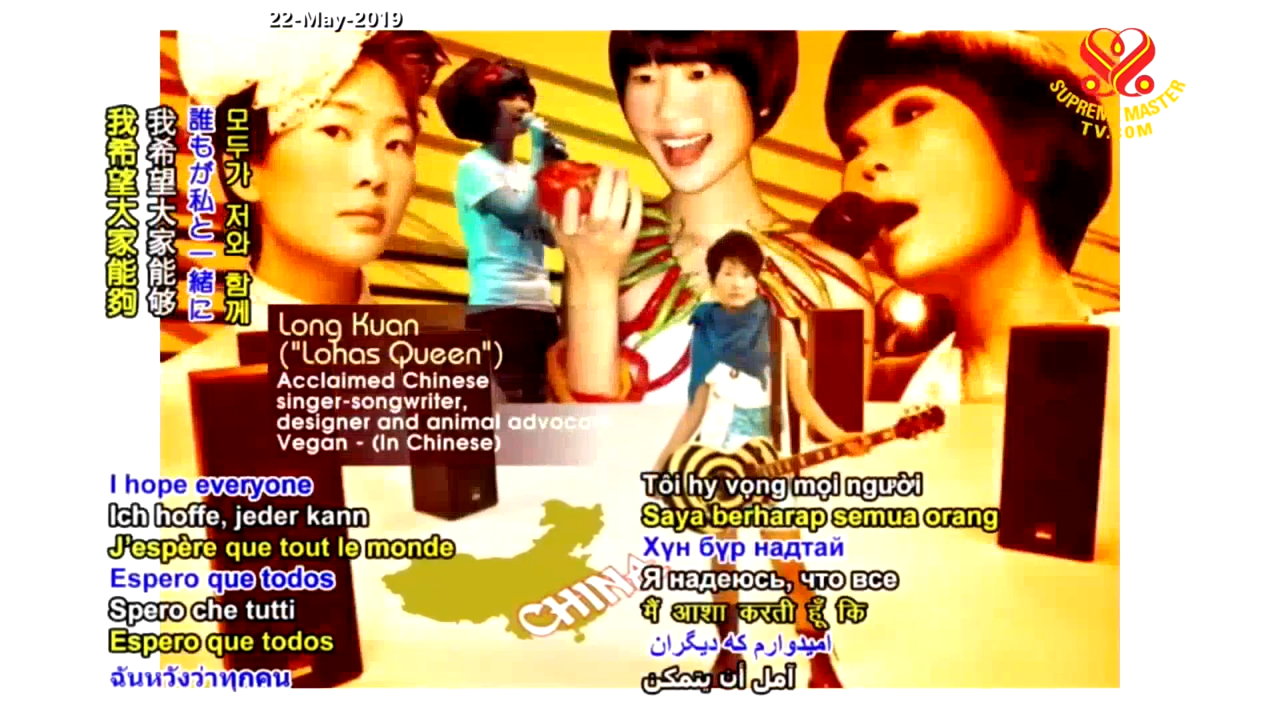 22-May-2019
SUPREME MASTER
TV.COM
我希望大家能夠
我希望大家能够
誰もが私と一緒に
모두가 저와 함께
Long Kuan
("Lohas Queen")
Acclaimed Chinese
singer-songwriter,
designer and animal
Vegan - (In Chinese)
I hope everyone
Ich hoffe, jeder kann
J'espère que tout le monde
Espero que todos
Spero che tutti
Espero que todos
ฉันหวังว่าทุกคน
CHINA
Tôi hy vọng mọi người
Saya berharap semua orang
Хүн бүр надтай
Я надеюсь, что все
मैं आशा करती हूँ कि
امیدوارم که دیگران
آمل أن يتمكن